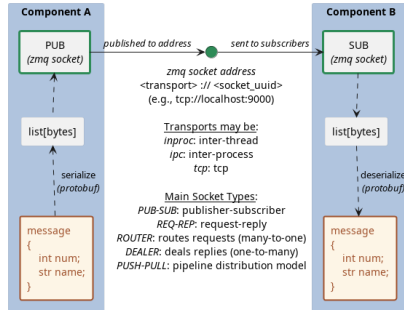 Component A
PUB
(zmq socket)
list[bytes]
serialize
(protobuf)
message
{
int num;
str name;
}
published to address
sent to subscribers
zmq socket address
<transport> :// <socket_uuid>
(e.g., tcp://localhost:9000)
Transports may be:
inproc: inter-thread
ipc: inter-process
tcp: tcp
Main Socket Types:
PUB-SUB: publisher-subscriber
REQ-REP: request-reply
ROUTER: routes requests (many-to-one)
DEALER: deals replies (one-to-many)
PUSH-PULL: pipeline distribution model
Component B
SUB
(zmq socket)
list[bytes]
deserialize
(protobuf)
message
{
int num;
str name;
}